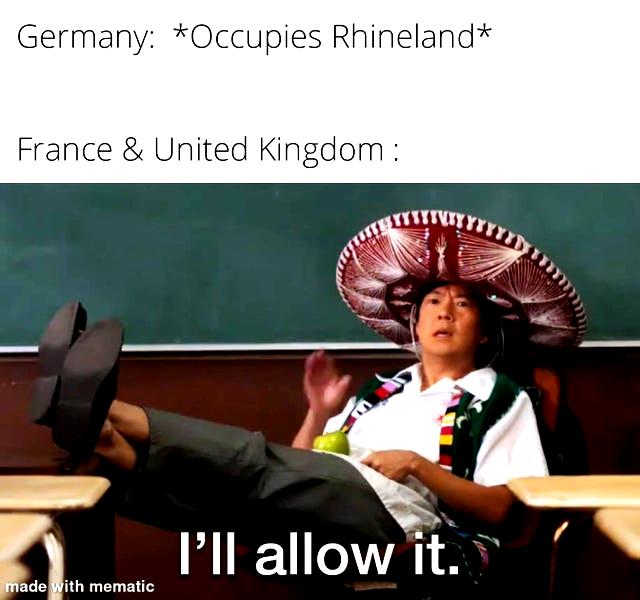 Germany:  *Occupies Rhineland*
France & United Kingdom :
I'll allow it.
made with mematic